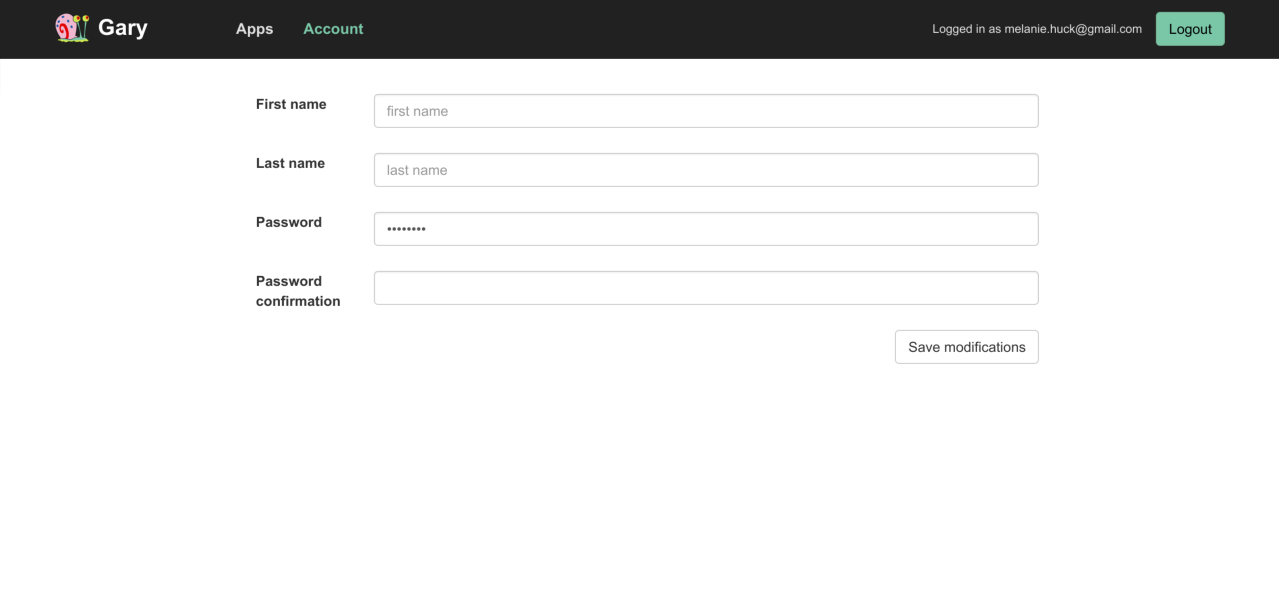 Gary
Apps
Account
Logged in as melanie.huck@gmail.com
Logout
First name
first name
Last name
last name
Password
••••••••
Password
confirmation
Save modifications